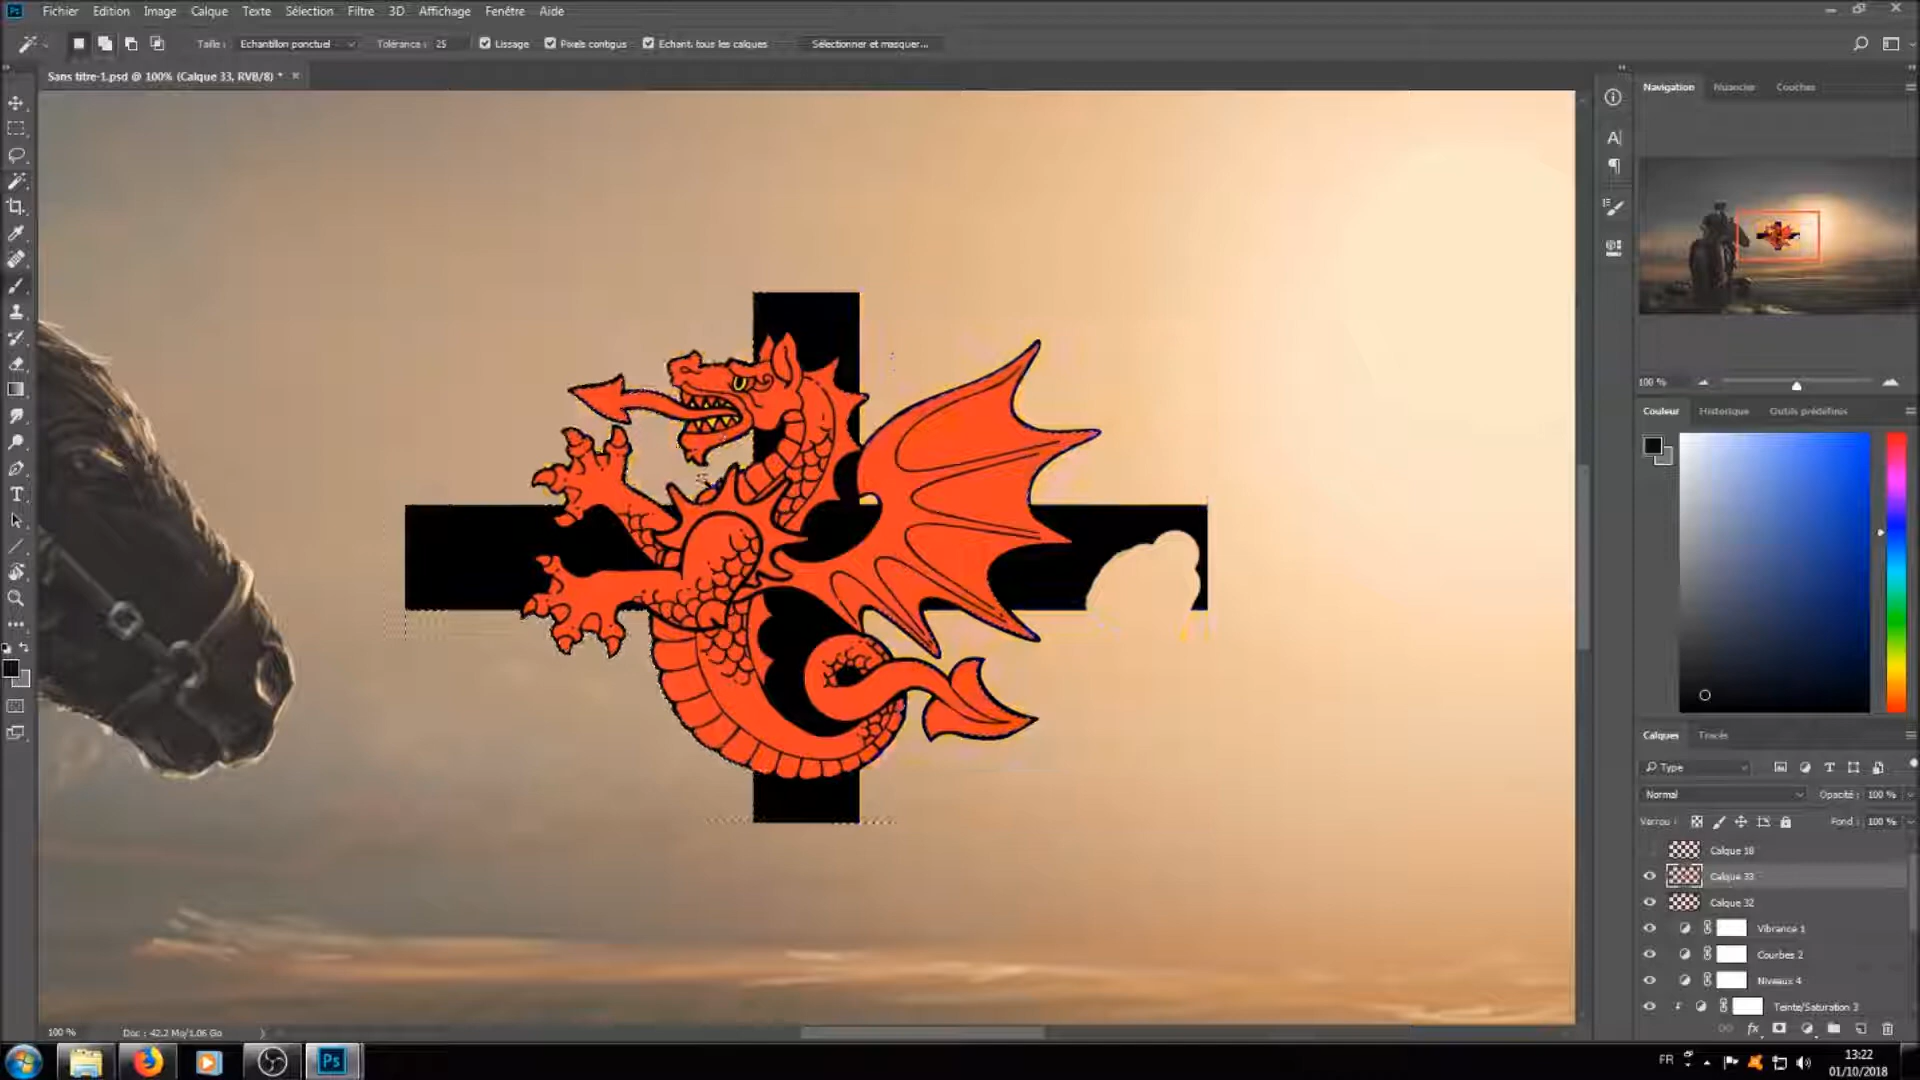 Ps Fichier Edition Image Calque Texte Sélection Filtre 3D Affichage Fenêtre Aide
Taille : Echantillon ponctuel Tolérance : 25 Lissage Pixels contigus Echant. tous les calques Sélectionner et masquer...
Sans titre-1.psd @ 100% (Calque 33, RVB/8) *
Navigation Nuancier Couches
100 %
Couleur Historique Outils prédéfinis
Calques Tracés
Type
Normal Opacité : 100 %
Verrou : Fond : 100 %
Calque 18
Calque 33
Calque 32
Vibrance 1
Courbes 2
Niveaux 4
Teinte/Saturation 3
100 % Doc : 42.2 Mo/1.06 Go
Ps FR 13:22
01/10/2018